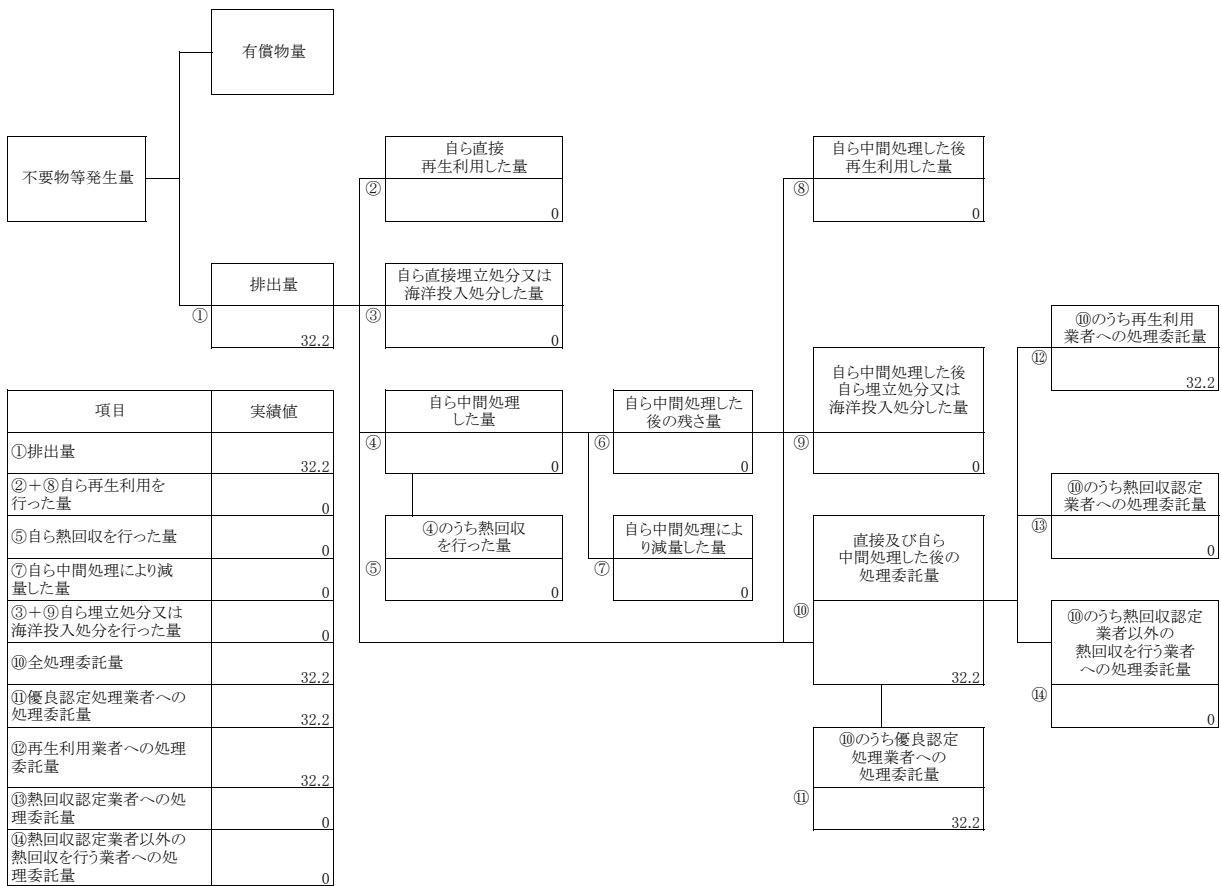 有償物量
不要物等発生量
自ら直接
再生利用した量
②
0
自ら中間処理した後
再生利用した量
⑧
0
排出量
①
32.2
自ら直接埋立処分又は
海洋投入処分した量
③
0
⑩のうち再生利用
業者への処理委託量
⑫
32.2
自ら中間処理
した量
④
0
自ら中間処理した
後の残さ量
⑥
0
自ら中間処理した後
自ら埋立処分又は
海洋投入処分した量
⑨
0
⑩のうち熱回収認定
業者への処理委託量
⑬
0
④のうち熱回収
を行った量
⑤
0
自ら中間処理によ
り減量した量
⑦
0
直接及び自ら
中間処理した後の
処理委託量
⑩
32.2
⑩のうち熱回収認定
業者以外の
熱回収を行う業者
への処理委託量
⑭
0
⑩のうち優良認定
処理業者への
処理委託量
⑪
32.2
項目 実績値
①排出量
32.2
②+⑧自ら再生利用を
行った量
0
⑤自ら熱回収を行った量
0
⑦自ら中間処理により減
量した量
0
③+⑨自ら埋立処分又は
海洋投入処分を行った量
0
⑩全処理委託量
32.2
⑪優良認定処理業者への
処理委託量
32.2
⑫再生利用業者への処理
委託量
32.2
⑬熱回収認定業者への処
理委託量
0
⑭熱回収認定業者以外の
熱回収を行う業者への処
理委託量
0